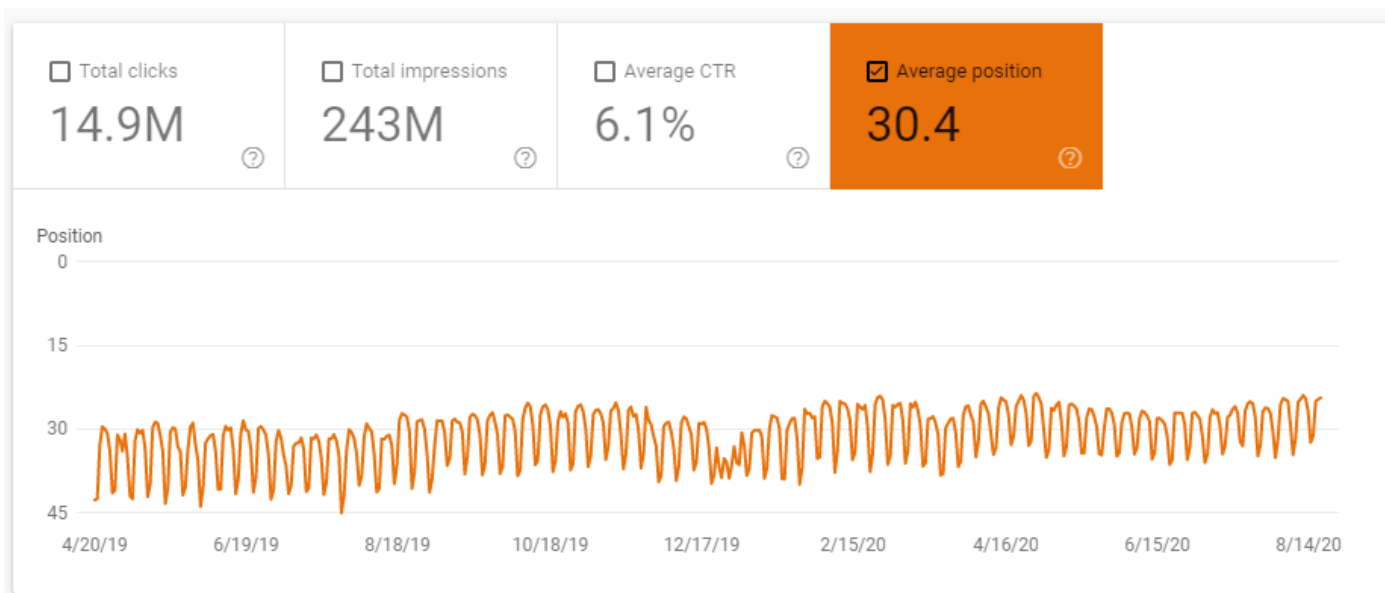 Total clicks
14.9M
Total impressions
243M
Average CTR
6.1%
Average position
30.4
Position
0
15
30
45
4/20/19 6/19/19 8/18/19 10/18/19 12/17/19 2/15/20 4/16/20 6/15/20 8/14/20